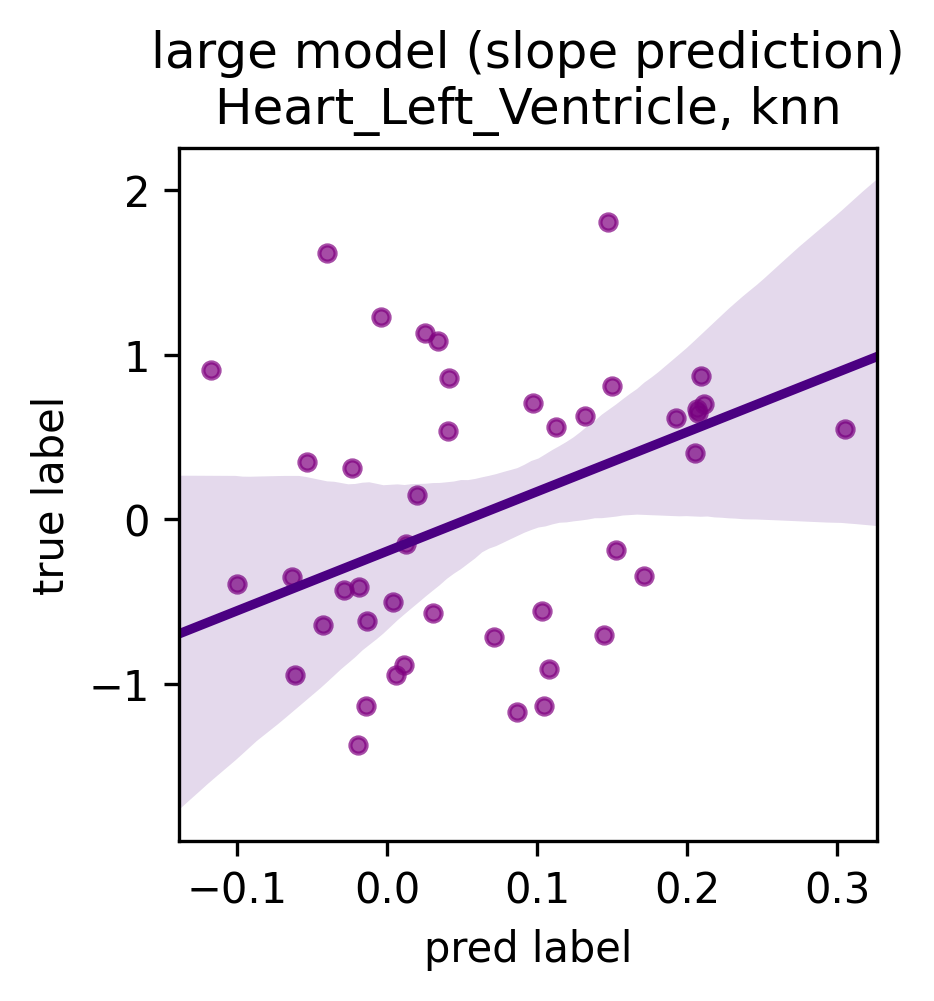 large model (slope prediction)
Heart_Left_Ventricle, knn
2
1
0
−1
true label
−0.1 0.0 0.1 0.2 0.3
pred label